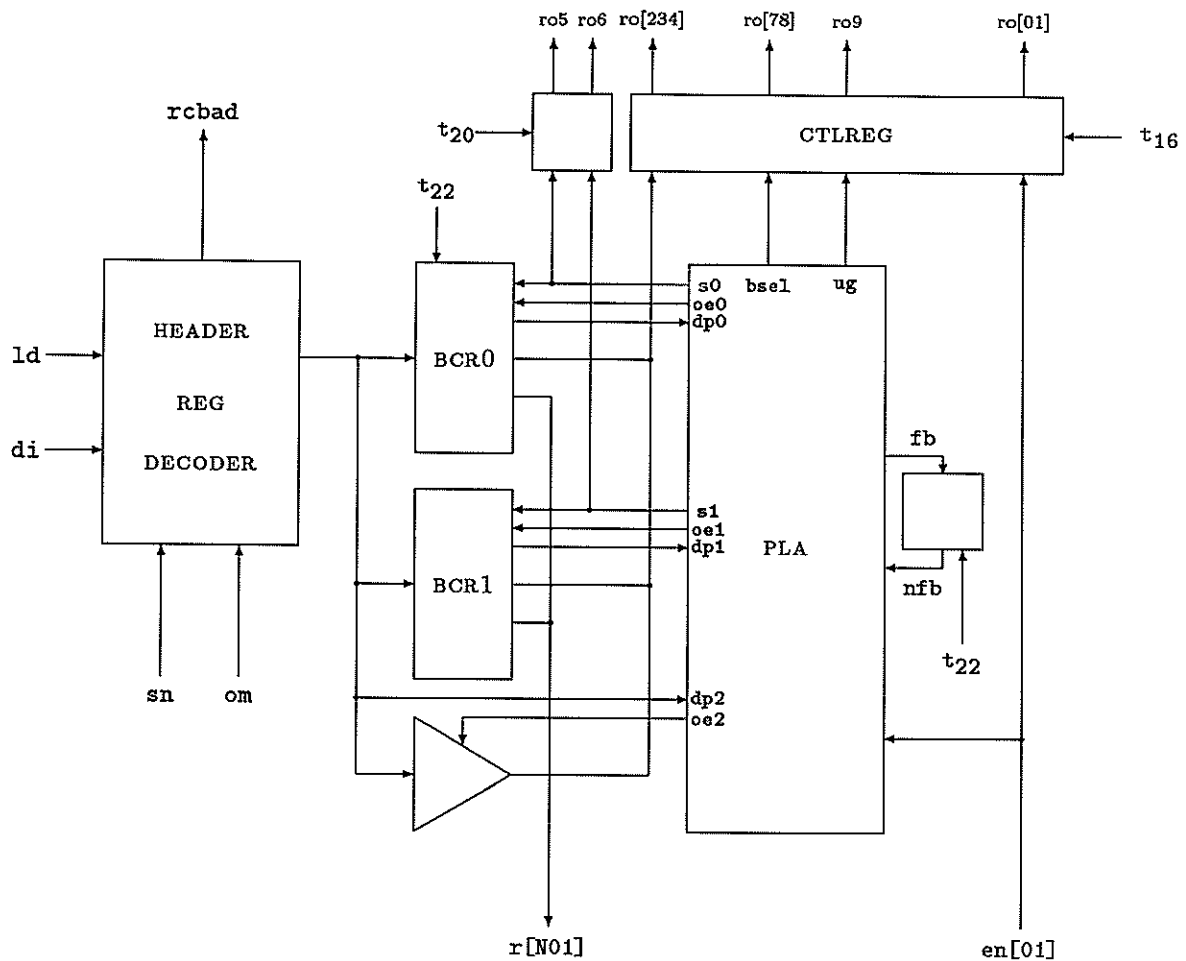 ro5 ro6 ro[234] ro[78] ro9 ro[01]
rcbad
t20
CTLREG
t16
t22
s0 bsel ug
oe0
dp0
HEADER
REG
DECODER
ld
di
BCR0
fb
s1
oe1
dp1
BCR1
PLA
nfb
t22
sn om
dp2
oe2
r[N01]
en[01]